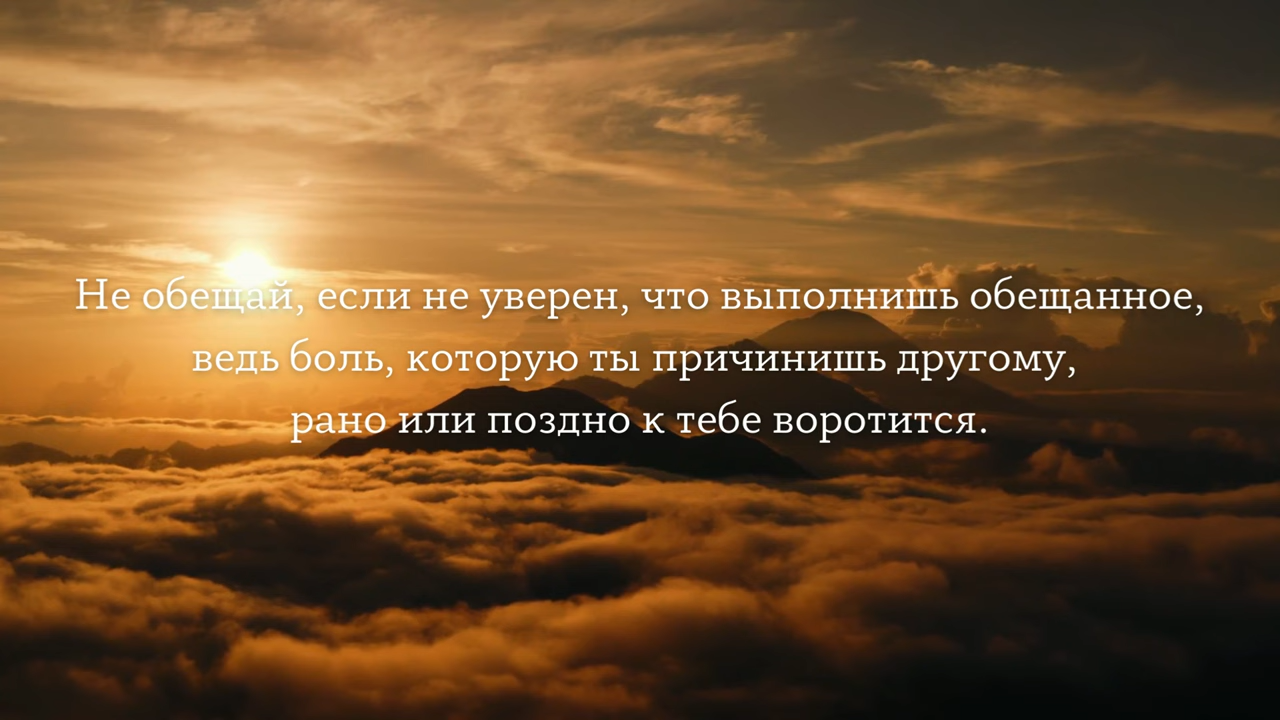 Не обещай, если не уверен, что выполнишь обещанное,
ведь боль, которую ты причинишь другому,
рано или поздно к тебе воротится.